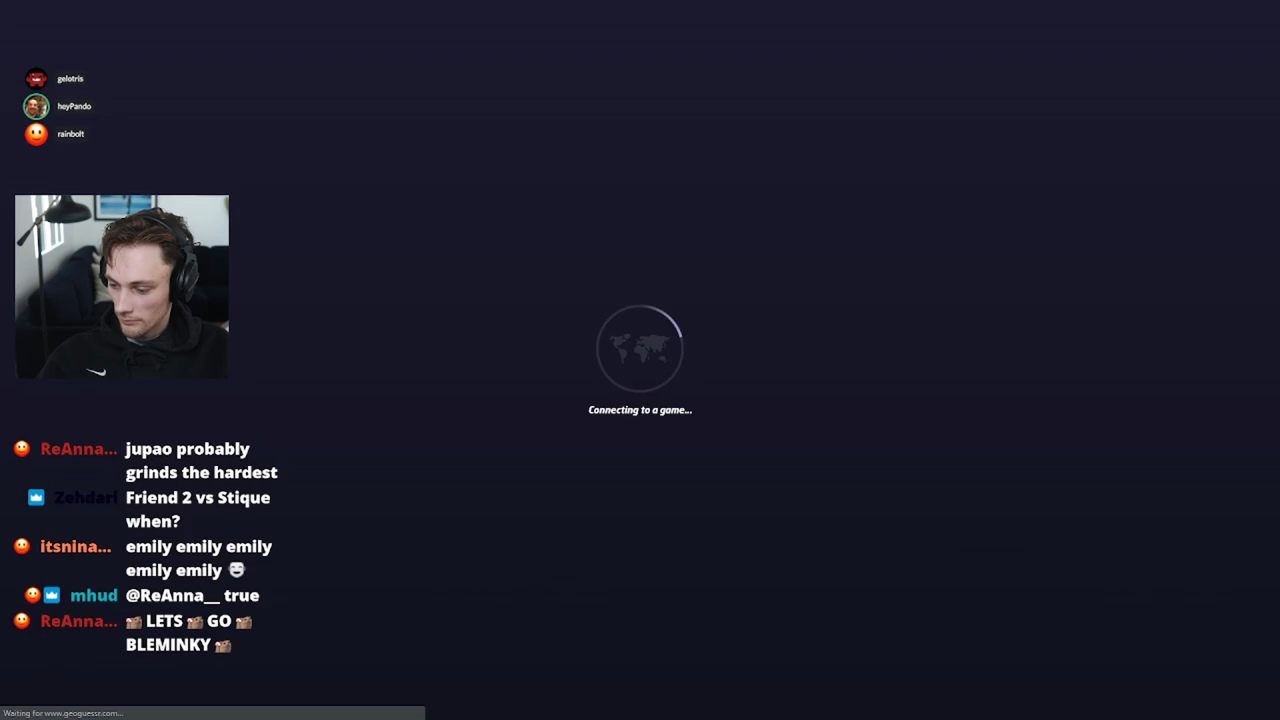 gelotris
heyPando
rainbolt
Connecting to a game...
ReAnna... jupao probably
grinds the hardest
Zehdari Friend 2 vs Stique
when?
itsnina... emily emily emily
emily emily
mhud @ReAnna__ true
ReAnna... LETS GO
BLEMINKY
Waiting for www.geoguessr.com...